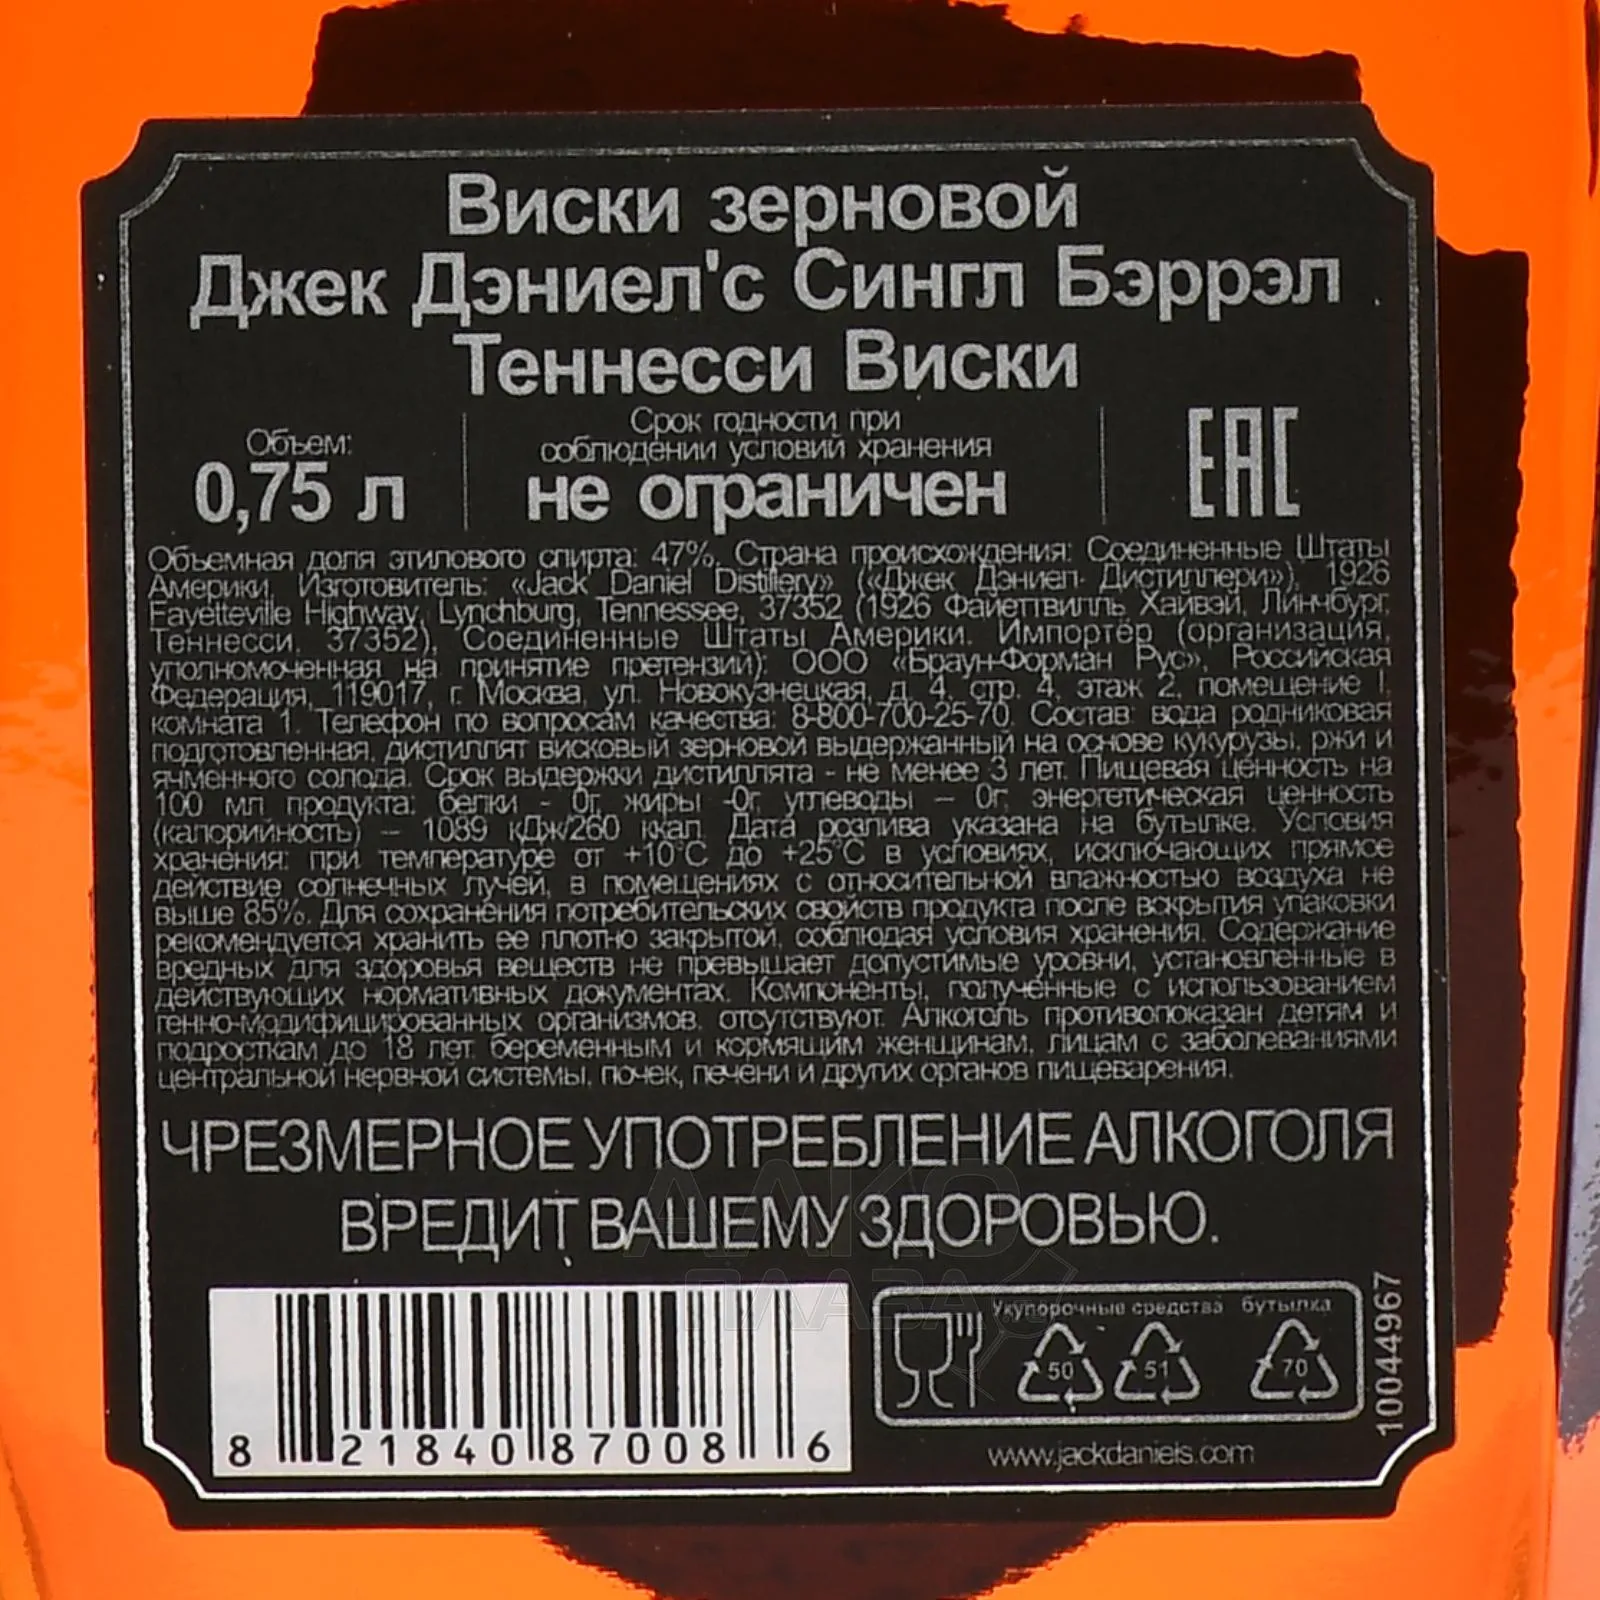 Виски зерновой
Джек Дэниел'с Сингл Бэррэл
Теннесси Виски
Объем:
0,75 л
Срок годности при
соблюдении условий хранения
не ограничен
EAC
Объемная доля этилового спирта: 47%. Страна происхождения: Соединенные Штаты
Америки. Изготовитель: «Jack Daniel Distillery» («Джек Дэниел Дистиллери»), 1926
Fayetteville Highway, Lynchburg, Tennessee, 37352 (1926 Файеттвилль Хайвэй, Линчбург,
Теннесси, 37352), Соединенные Штаты Америки. Импортёр (организация,
уполномоченная на принятие претензий): ООО «Браун-Форман Рус», Российская
Федерация, 119017, г. Москва, ул. Новокузнецкая, д. 4, стр. 4, этаж 2, помещение I,
комната 1. Телефон по вопросам качества: 8-800-700-25-70. Состав: вода родниковая
подготовленная, дистиллят висковый зерновой выдержанный на основе кукурузы, ржи и
ячменного солода. Срок выдержки дистиллята - не менее 3 лет. Пищевая ценность на
100 мл продукта: белки - 0г, жиры -0г, углеводы – 0г, энергетическая ценность
(калорийность) – 1089 кДж/260 ккал. Дата розлива указана на бутылке. Условия
хранения: при температуре от +10°С до +25°С в условиях, исключающих прямое
действие солнечных лучей, в помещениях с относительной влажностью воздуха не
выше 85%. Для сохранения потребительских свойств продукта после вскрытия упаковки
рекомендуется хранить ее плотно закрытой, соблюдая условия хранения. Содержание
вредных для здоровья веществ не превышает допустимые уровни, установленные в
действующих нормативных документах. Компоненты, полученные с использованием
генно-модифицированных организмов, отсутствуют. Алкоголь противопоказан детям и
подросткам до 18 лет, беременным и кормящим женщинам, лицам с заболеваниями
центральной нервной системы, почек, печени и других органов пищеварения.
ЧРЕЗМЕРНОЕ УПОТРЕБЛЕНИЕ АЛКОГОЛЯ
ВРЕДИТ ВАШЕМУ ЗДОРОВЬЮ.
АЛКО
ПЛАЗА
8 21840 87008 6
Укупорочные средства бутылка
50 51 70
www.jackdaniels.com
10044967